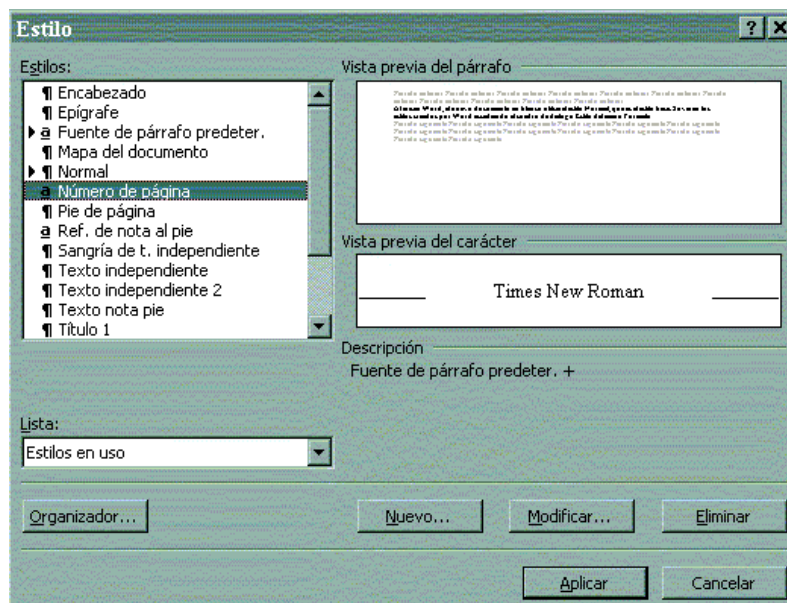 Estilo
Estilos:
¶ Encabezado
¶ Epígrafe
a Fuente de párrafo predeter.
¶ Mapa del documento
¶ Normal
a Número de página
¶ Pie de página
a Ref. de nota al pie
¶ Sangría de t. independiente
¶ Texto independiente
¶ Texto independiente 2
¶ Texto nota pie
¶ Título 1
Vista previa del párrafo
Vista previa del carácter
Times New Roman
Descripción
Fuente de párrafo predeter. +
Lista:
Estilos en uso
Organizador...
Nuevo...
Modificar...
Eliminar
Aplicar
Cancelar